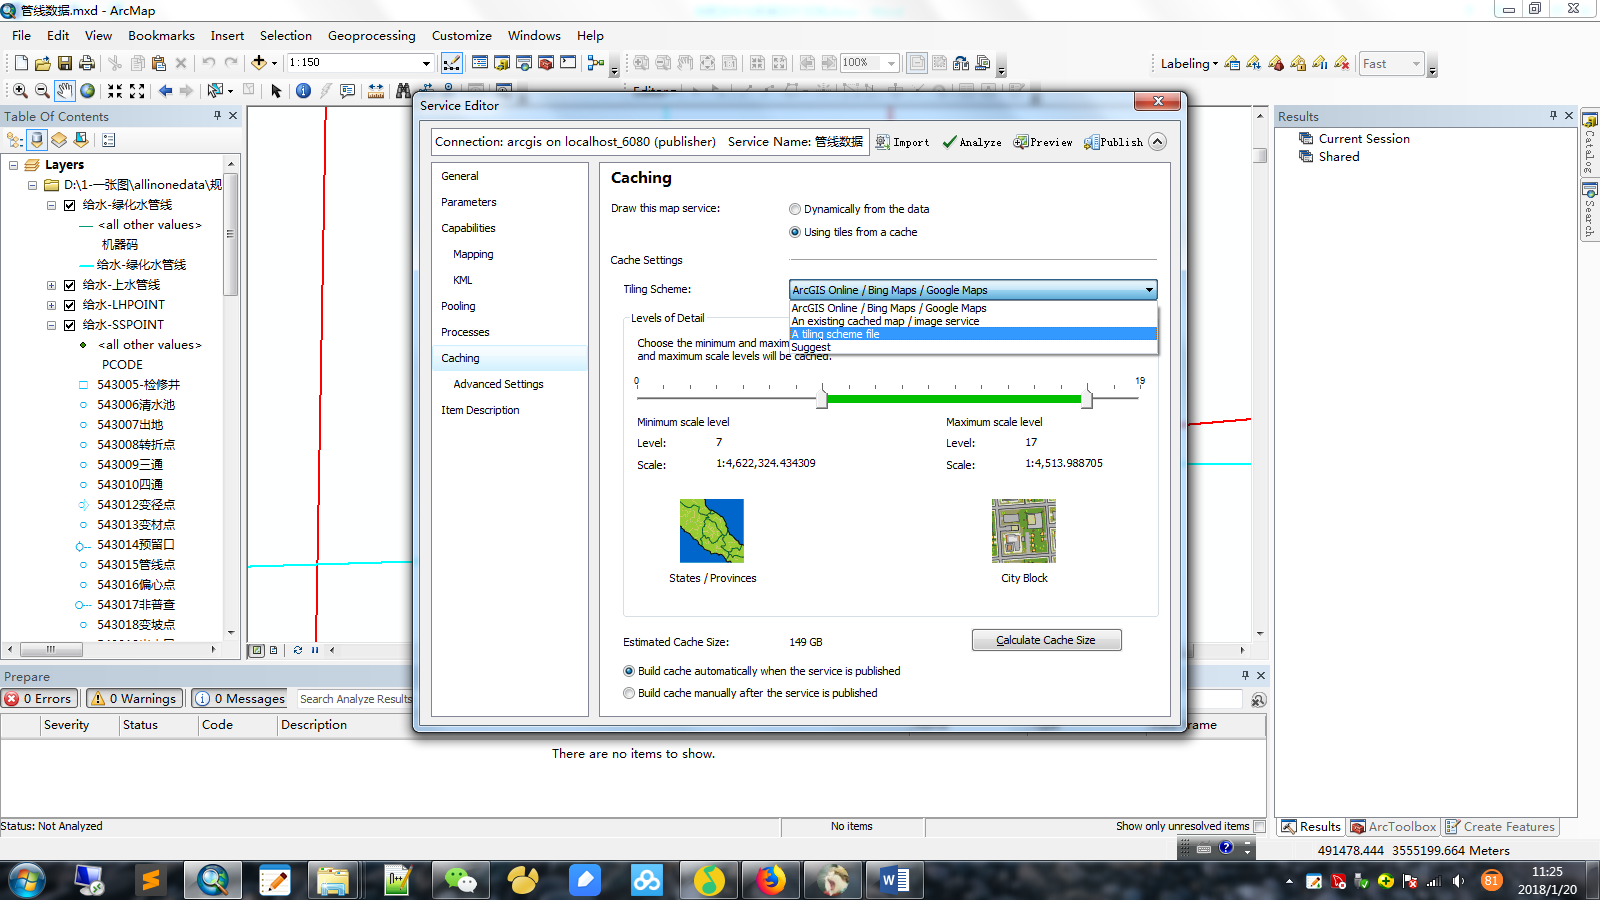 管线数据.mxd - ArcMap
File Edit View Bookmarks Insert Selection Geoprocessing Customize Windows Help
1:150
100%
Labeling
Fast
Table Of Contents
Layers
D:\1-一张图\allinonedata\规
给水-绿化水管线
<all other values>
机器码
给水-绿化水管线
给水-上水管线
给水-LHPOINT
给水-SSPOINT
<all other values>
PCODE
543005-检修井
543006清水池
543007出地
543008转折点
543009三通
543010四通
543012变径点
543013变材点
543014预留口
543015管线点
543016偏心点
543017非普查
543018变坡点
Service Editor
Connection: arcgis on localhost_6080 (publisher) Service Name: 管线数据
Import Analyze Preview Publish
General
Parameters
Capabilities
Mapping
KML
Pooling
Processes
Caching
Advanced Settings
Item Description
Caching
Draw this map service:
Dynamically from the data
Using tiles from a cache
Cache Settings
Tiling Scheme:
ArcGIS Online / Bing Maps / Google Maps
ArcGIS Online / Bing Maps / Google Maps
An existing cached map / image service
A tiling scheme file
Suggest
Levels of Detail
Choose the minimum and maxim
and maximum scale levels will be cached.
0 19
Minimum scale level
Level: 7
Scale: 1:4,622,324.434309
Maximum scale level
Level: 17
Scale: 1:4,513.988705
States / Provinces
City Block
Estimated Cache Size: 149 GB
Calculate Cache Size
Build cache automatically when the service is published
Build cache manually after the service is published
Results
Current Session
Shared
Catalog
Search
Prepare
0 Errors 0 Warnings 0 Messages Search Analyze Results
Severity Status Code Description rame
There are no items to show.
Status: Not Analyzed
No items
Show only unresolved items
Results ArcToolbox Create Features
491478.444 3555199.664 Meters
81
11:25
2018/1/20